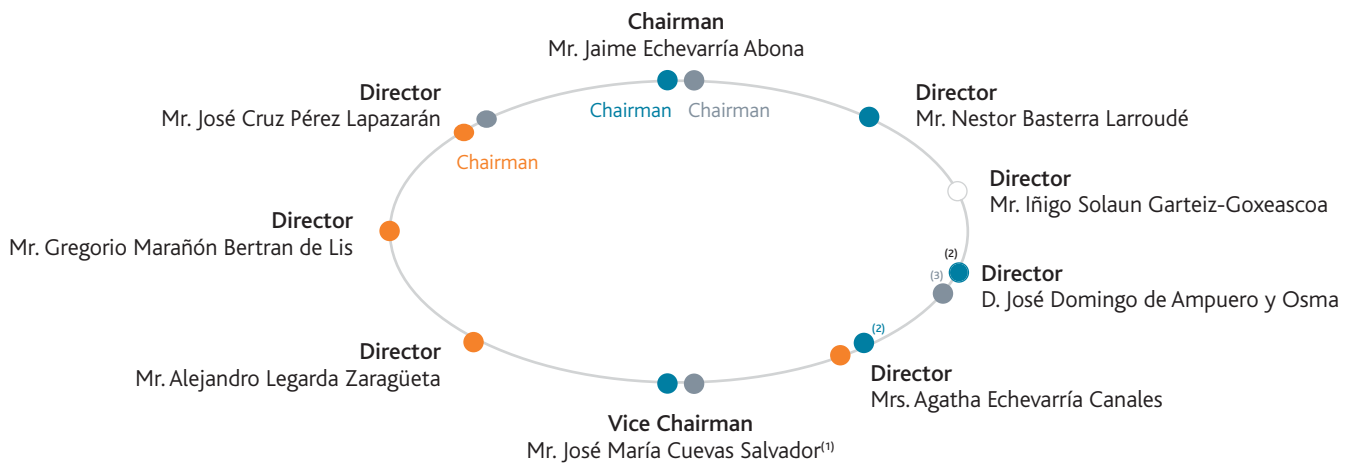 Chairman
Mr. Jaime Echevarría Abona
Chairman Chairman
Director
Mr. José Cruz Pérez Lapazarán
Chairman
Director
Mr. Nestor Basterra Larroudé
Director
Mr. Iñigo Solaun Garteiz-Goxeascoa
Director
Mr. Gregorio Marañón Bertran de Lis
(2)
(3)
Director
D. José Domingo de Ampuero y Osma
(2)
Director
Mr. Alejandro Legarda Zaragüeta
Director
Mrs. Agatha Echevarría Canales
Vice Chairman
Mr. José María Cuevas Salvador(1)